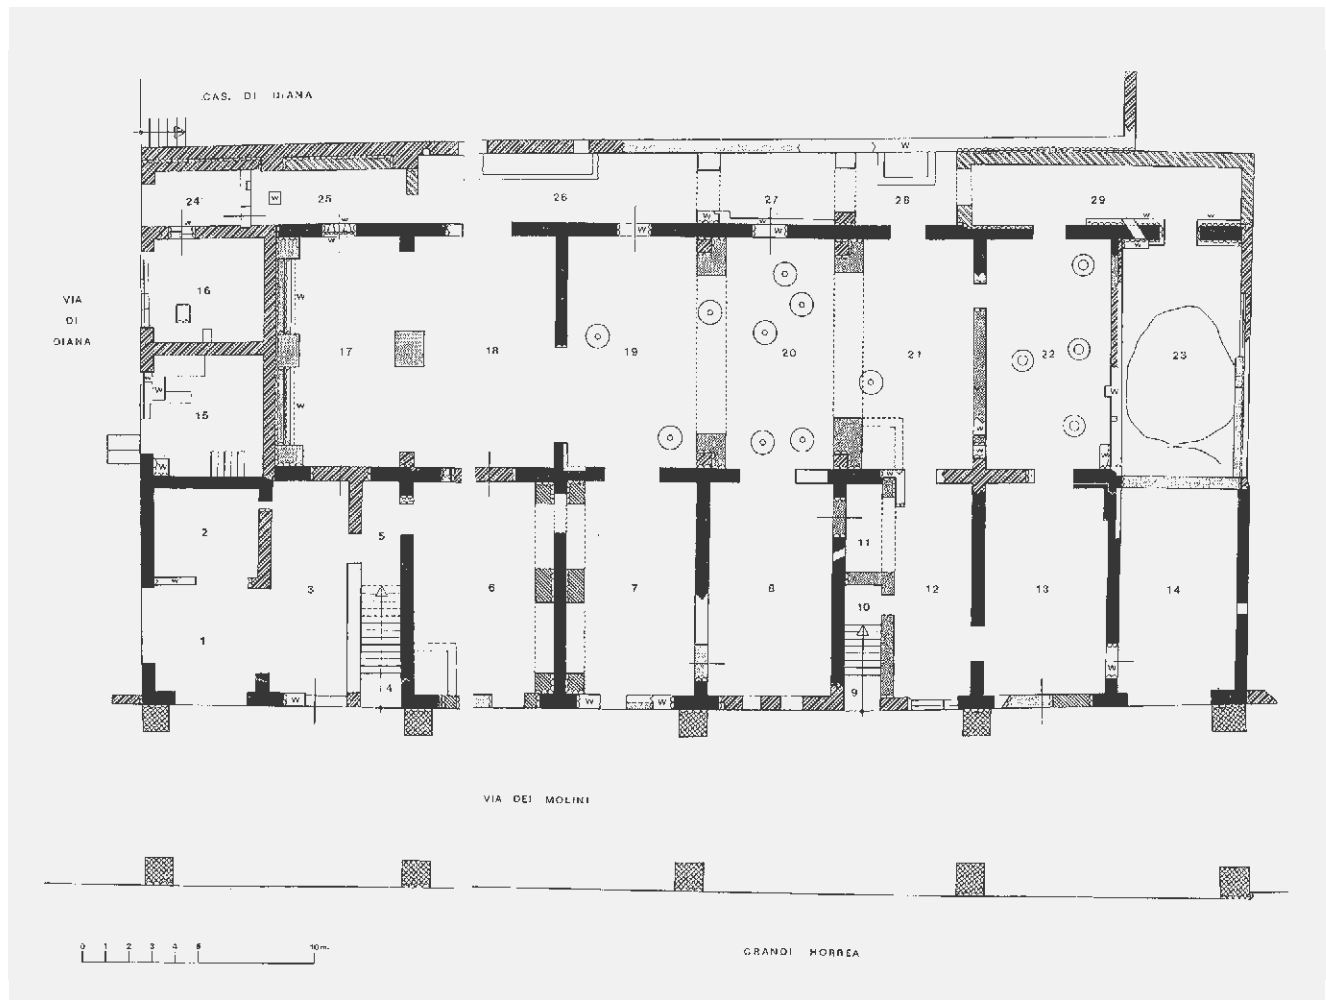 CAS. DI DIANA
W
24
W
25
26
W
27
28
29
W
W
W
W
W
W
W
W
VIA
DI
DIANA
16
W
17
18
19
20
21
22
23
W
W
W
15
W
W
W
W
W
2
5
11
3
6
7
8
10
12
13
14
W
1
4
9
W
W
W
W
VIA DEI MOLINI
0 1 2 3 4 5 10 m.
GRANDI HORREA